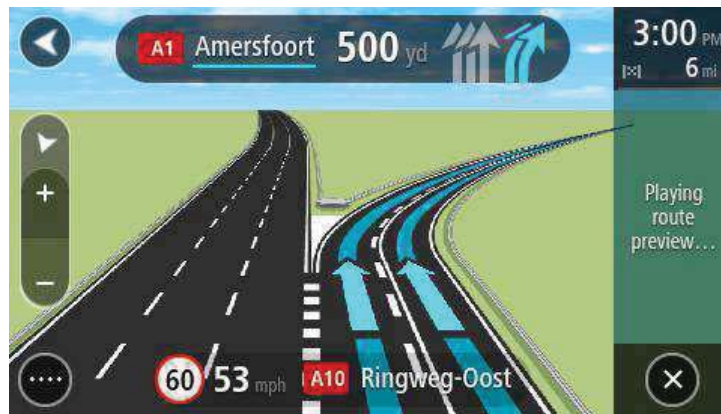 A1 Amersfoort 500 yd
3:00 PM
6 mi
+
Playing
route
preview...
−
60 53 mph A10 Ringweg-Oost